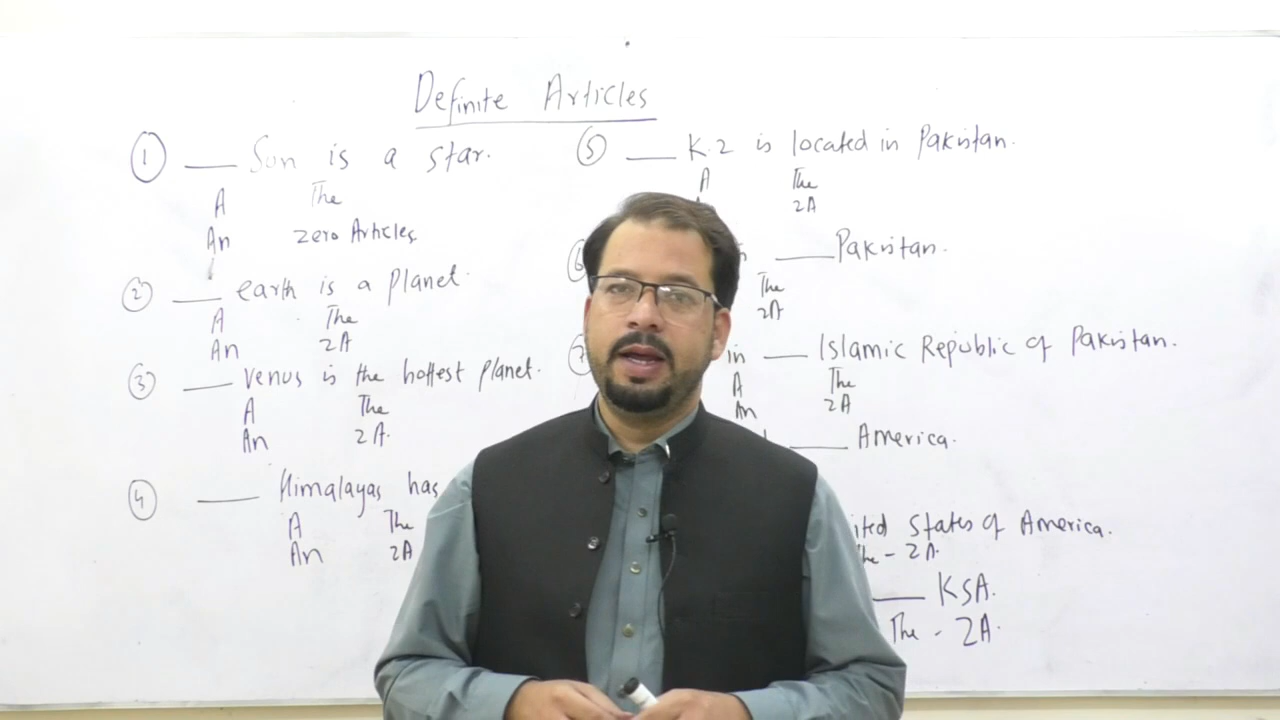 Definite Articles
① ___ Sun is a star.
A The
An Zero Articles
② ___ earth is a planet.
A The
An ZA
③ ___ Venus is the hottest planet.
A The
An ZA.
④ ___ Himalayas has
A The
An ZA
⑤ ___ K.2 is located in Pakistan.
A The
ZA
⑥ ___ Pakistan.
The
ZA
⑦ in ___ Islamic Republic of Pakistan.
A The
An ZA
___ America.
States of America.
- ZA.
___ KSA.
The - ZA.